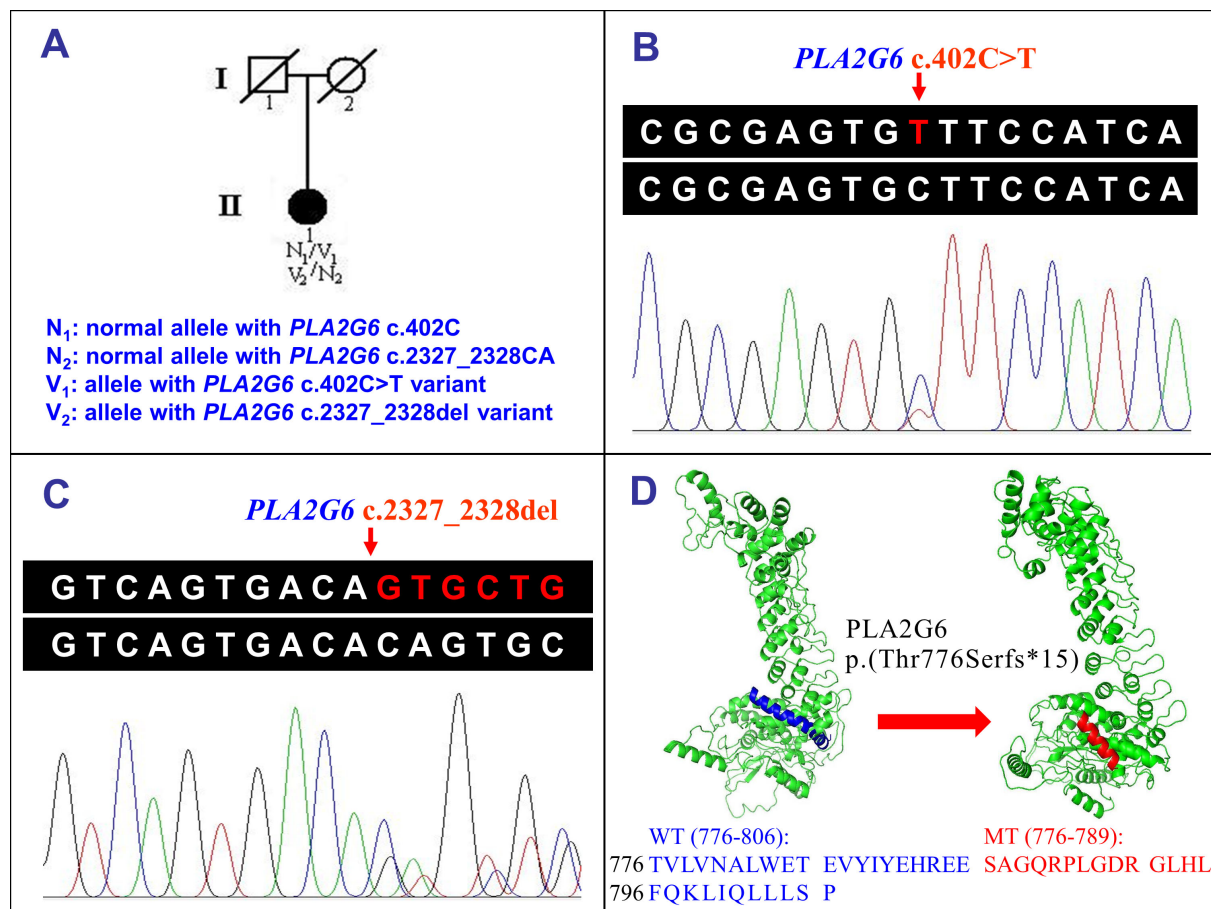 A
I
1
2
II
1
N₁/V₁
V₂/N₂
N₁: normal allele with PLA2G6 c.402C
N₂: normal allele with PLA2G6 c.2327_2328CA
V₁: allele with PLA2G6 c.402C>T variant
V₂: allele with PLA2G6 c.2327_2328del variant
B
PLA2G6 c.402C>T
C G C G A G T G T T T C C A T C A
C G C G A G T G C T T C C A T C A
C
PLA2G6 c.2327_2328del
G T C A G T G A C A G T G C T G
G T C A G T G A C A C A G T G C
D
PLA2G6
p.(Thr776Serfs*15)
WT (776-806):
776 TVLVNALWET EVYIYEHREE
796 FQKLIQLLLS P
MT (776-789):
SAGQRPLGDR GLHL